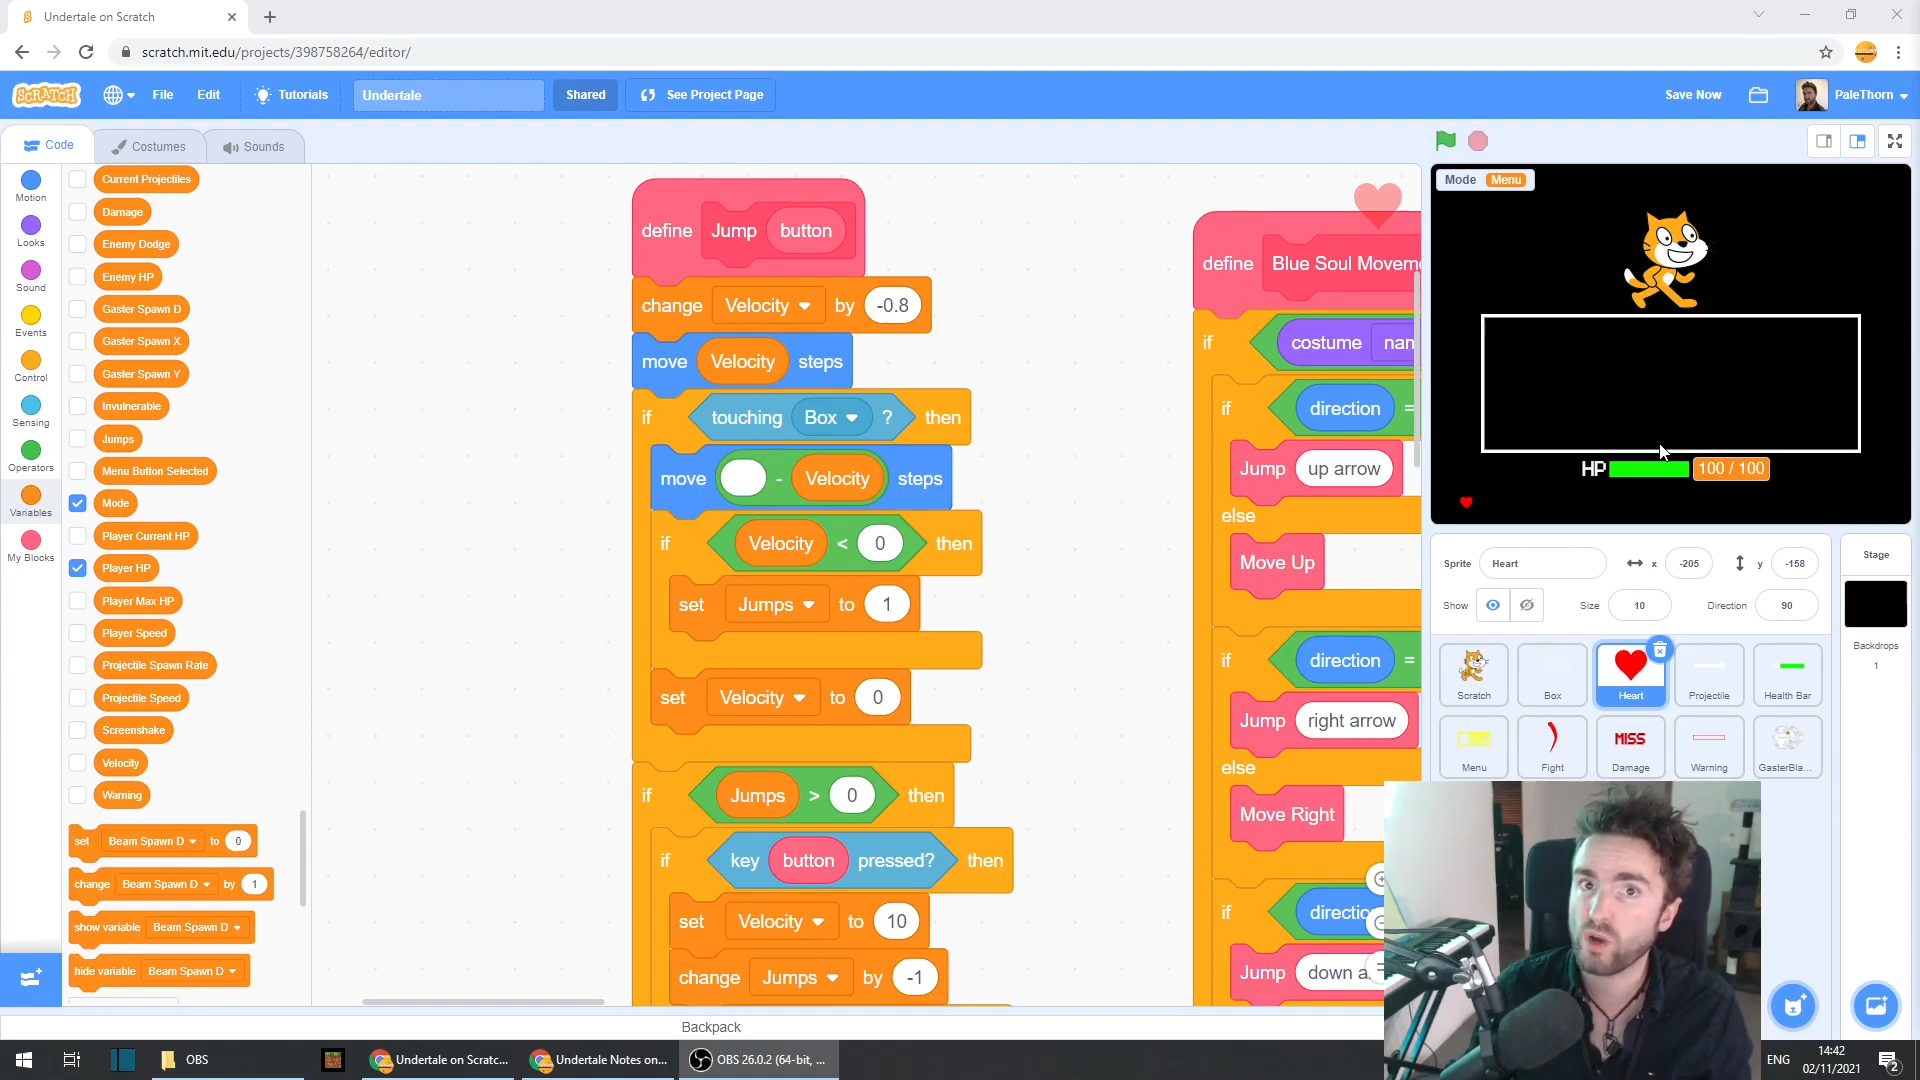 Undertale on Scratch
scratch.mit.edu/projects/398758264/editor/
SCRATCH
File
Edit
Tutorials
Undertale
Shared
See Project Page
Save Now
PaleThorn
Code
Costumes
Sounds
Motion
Looks
Sound
Events
Control
Sensing
Operators
Variables
My Blocks
Current Projectiles
Damage
Enemy Dodge
Enemy HP
Gaster Spawn D
Gaster Spawn X
Gaster Spawn Y
Invulnerable
Jumps
Menu Button Selected
Mode
Player Current HP
Player HP
Player Max HP
Player Speed
Projectile Spawn Rate
Projectile Speed
Screenshake
Velocity
Warning
set Beam Spawn D to 0
change Beam Spawn D by 1
show variable Beam Spawn D
hide variable Beam Spawn D
define Jump button
change Velocity by -0.8
move Velocity steps
if touching Box ? then
move - Velocity steps
if Velocity < 0 then
set Jumps to 1
set Velocity to 0
if Jumps > 0 then
if key button pressed? then
set Velocity to 10
change Jumps by -1
define Blue Soul Movem
if costume nam
if direction =
Jump up arrow
else
Move Up
if direction =
Jump right arrow
else
Move Right
if directio
Jump down a
Mode Menu
HP 100 / 100
Sprite Heart x -205 y -158
Show Size 10 Direction 90
Scratch
Box
Heart
Projectile
Health Bar
Menu
Fight
MISS
Damage
Warning
GasterBla...
Stage
Backdrops
1
Backpack
OBS
Undertale on Scratc...
Undertale Notes on...
OBS 26.0.2 (64-bit, ...
ENG
14:42
02/11/2021
2